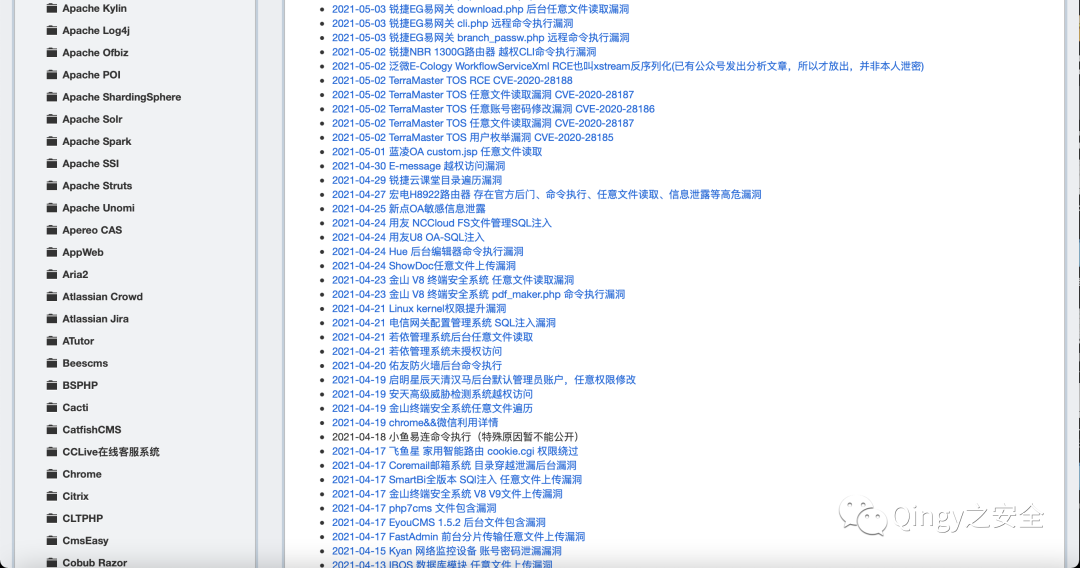 Apache Kylin
Apache Log4j
Apache Ofbiz
Apache POI
Apache ShardingSphere
Apache Solr
Apache Spark
Apache SSI
Apache Struts
Apache Unomi
Apereo CAS
AppWeb
Aria2
Atlassian Crowd
Atlassian Jira
ATutor
Beescms
BSPHP
Cacti
CatfishCMS
CCLive在线客服系统
Chrome
Citrix
CLTPHP
CmsEasy
Cobub Razor
2021-05-03 锐捷EG易网关 download.php 后台任意文件读取漏洞
2021-05-03 锐捷EG易网关 cli.php 远程命令执行漏洞
2021-05-03 锐捷EG易网关 branch_passw.php 远程命令执行漏洞
2021-05-02 锐捷NBR 1300G路由器 越权CLI命令执行漏洞
2021-05-02 泛微E-Cology WorkflowServiceXml RCE也叫xstream反序列化(已有公众号发出分析文章，所以才放出，并非本人泄密)
2021-05-02 TerraMaster TOS RCE CVE-2020-28188
2021-05-02 TerraMaster TOS 任意文件读取漏洞 CVE-2020-28187
2021-05-02 TerraMaster TOS 任意账号密码修改漏洞 CVE-2020-28186
2021-05-02 TerraMaster TOS 任意文件读取漏洞 CVE-2020-28187
2021-05-02 TerraMaster TOS 用户枚举漏洞 CVE-2020-28185
2021-05-01 蓝凌OA custom.jsp 任意文件读取
2021-04-30 E-message 越权访问漏洞
2021-04-29 锐捷云课堂目录遍历漏洞
2021-04-27 宏电H8922路由器 存在官方后门、命令执行、任意文件读取、信息泄露等高危漏洞
2021-04-25 新点OA敏感信息泄露
2021-04-24 用友 NCCloud FS文件管理SQL注入
2021-04-24 用友U8 OA-SQL注入
2021-04-24 Hue 后台编辑器命令执行漏洞
2021-04-24 ShowDoc任意文件上传漏洞
2021-04-23 金山 V8 终端安全系统 任意文件读取漏洞
2021-04-23 金山 V8 终端安全系统 pdf_maker.php 命令执行漏洞
2021-04-21 Linux kernel权限提升漏洞
2021-04-21 电信网关配置管理系统 SQL注入漏洞
2021-04-21 若依管理系统后台任意文件读取
2021-04-21 若依管理系统未授权访问
2021-04-20 佑友防火墙后台命令执行
2021-04-19 启明星辰天清汉马后台默认管理员账户，任意权限修改
2021-04-19 安天高级威胁检测系统越权访问
2021-04-19 金山终端安全系统任意文件遍历
2021-04-19 chrome&&微信利用详情
2021-04-18 小鱼易连命令执行（特殊原因暂不能公开）
2021-04-17 飞鱼星 家用智能路由 cookie.cgi 权限绕过
2021-04-17 Coremail邮箱系统 目录穿越泄漏后台漏洞
2021-04-17 SmartBi全版本 SQl注入 任意文件上传漏洞
2021-04-17 金山终端安全系统 V8 V9文件上传漏洞
2021-04-17 php7cms 文件包含漏洞
2021-04-17 EyouCMS 1.5.2 后台文件包含漏洞
2021-04-17 FastAdmin 前台分片传输任意文件上传漏洞
2021-04-15 Kyan 网络监控设备 账号密码泄漏漏洞
2021-04-13 IBOS 数据库模块 任意文件上传漏洞
Qingy之安全